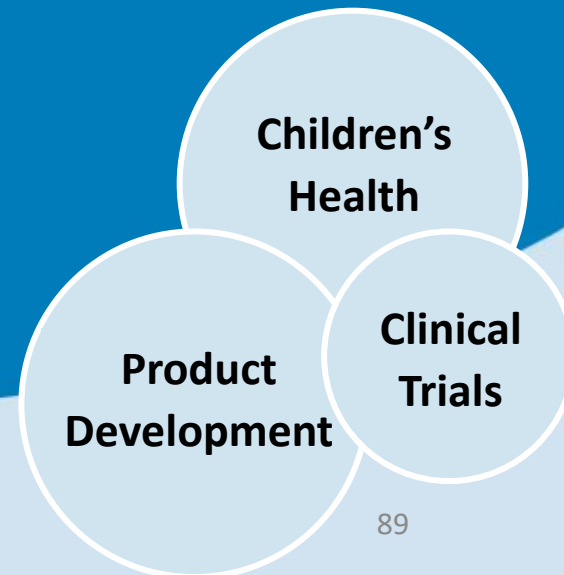 Children’s
Health
Clinical
Trials
Product
Development
89